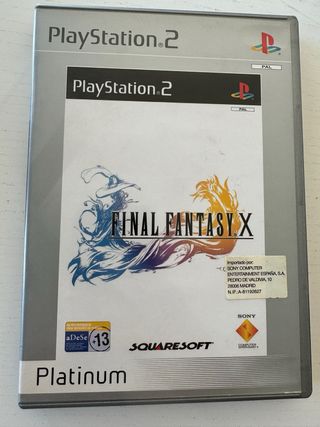 PlayStation®2
PAL
PlayStation®2
PAL
FINAL FANTASY X
Importado por:
SONY COMPUTER
ENTERTAINMENT ESPAÑA, S.A.
PEDRO DE VALDIVIA, 10
28006 MADRID
N.I.F.: A-81192627
aDeSe
-13
SQUARESOFT
SONY
COMPUTER
ENTERTAINMENT
Platinum